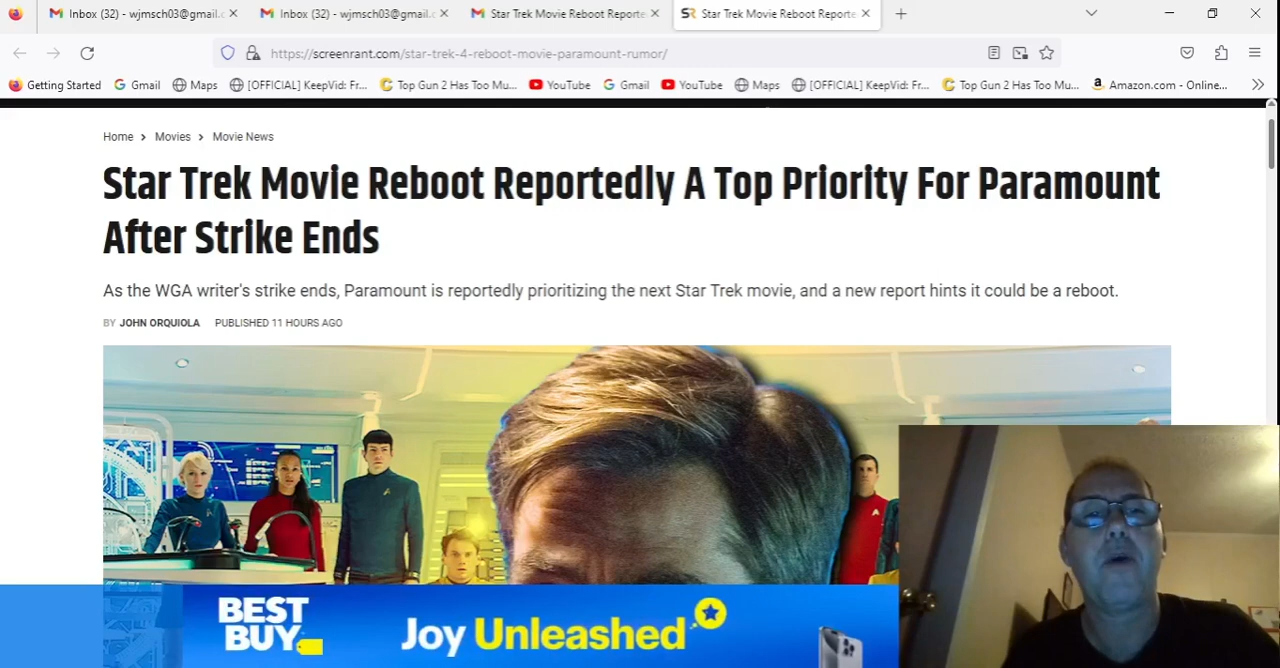 Inbox (32) - wjmsch03@gmail.c
Inbox (32) - wjmsch03@gmail.c
Star Trek Movie Reboot Reporte
Star Trek Movie Reboot Reporte
https://screenrant.com/star-trek-4-reboot-movie-paramount-rumor/
Getting Started
Gmail
Maps
[OFFICIAL] KeepVid: Fr...
Top Gun 2 Has Too Mu...
YouTube
Gmail
YouTube
Maps
[OFFICIAL] KeepVid: Fr...
Top Gun 2 Has Too Mu...
Amazon.com - Online...
Home > Movies > Movie News
Star Trek Movie Reboot Reportedly A Top Priority For Paramount
After Strike Ends
As the WGA writer's strike ends, Paramount is reportedly prioritizing the next Star Trek movie, and a new report hints it could be a reboot.
BY JOHN ORQUIOLA PUBLISHED 11 HOURS AGO
BEST
BUY
Joy Unleashed